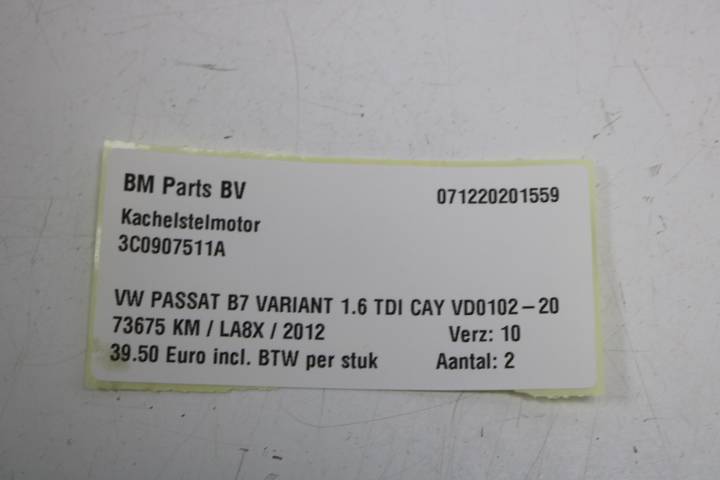 BM Parts BV 071220201559
Kachelstelmotor
3C0907511A
VW PASSAT B7 VARIANT 1.6 TDI CAY VD0102-20
73675 KM / LA8X / 2012 Verz: 10
39.50 Euro incl. BTW per stuk Aantal: 2